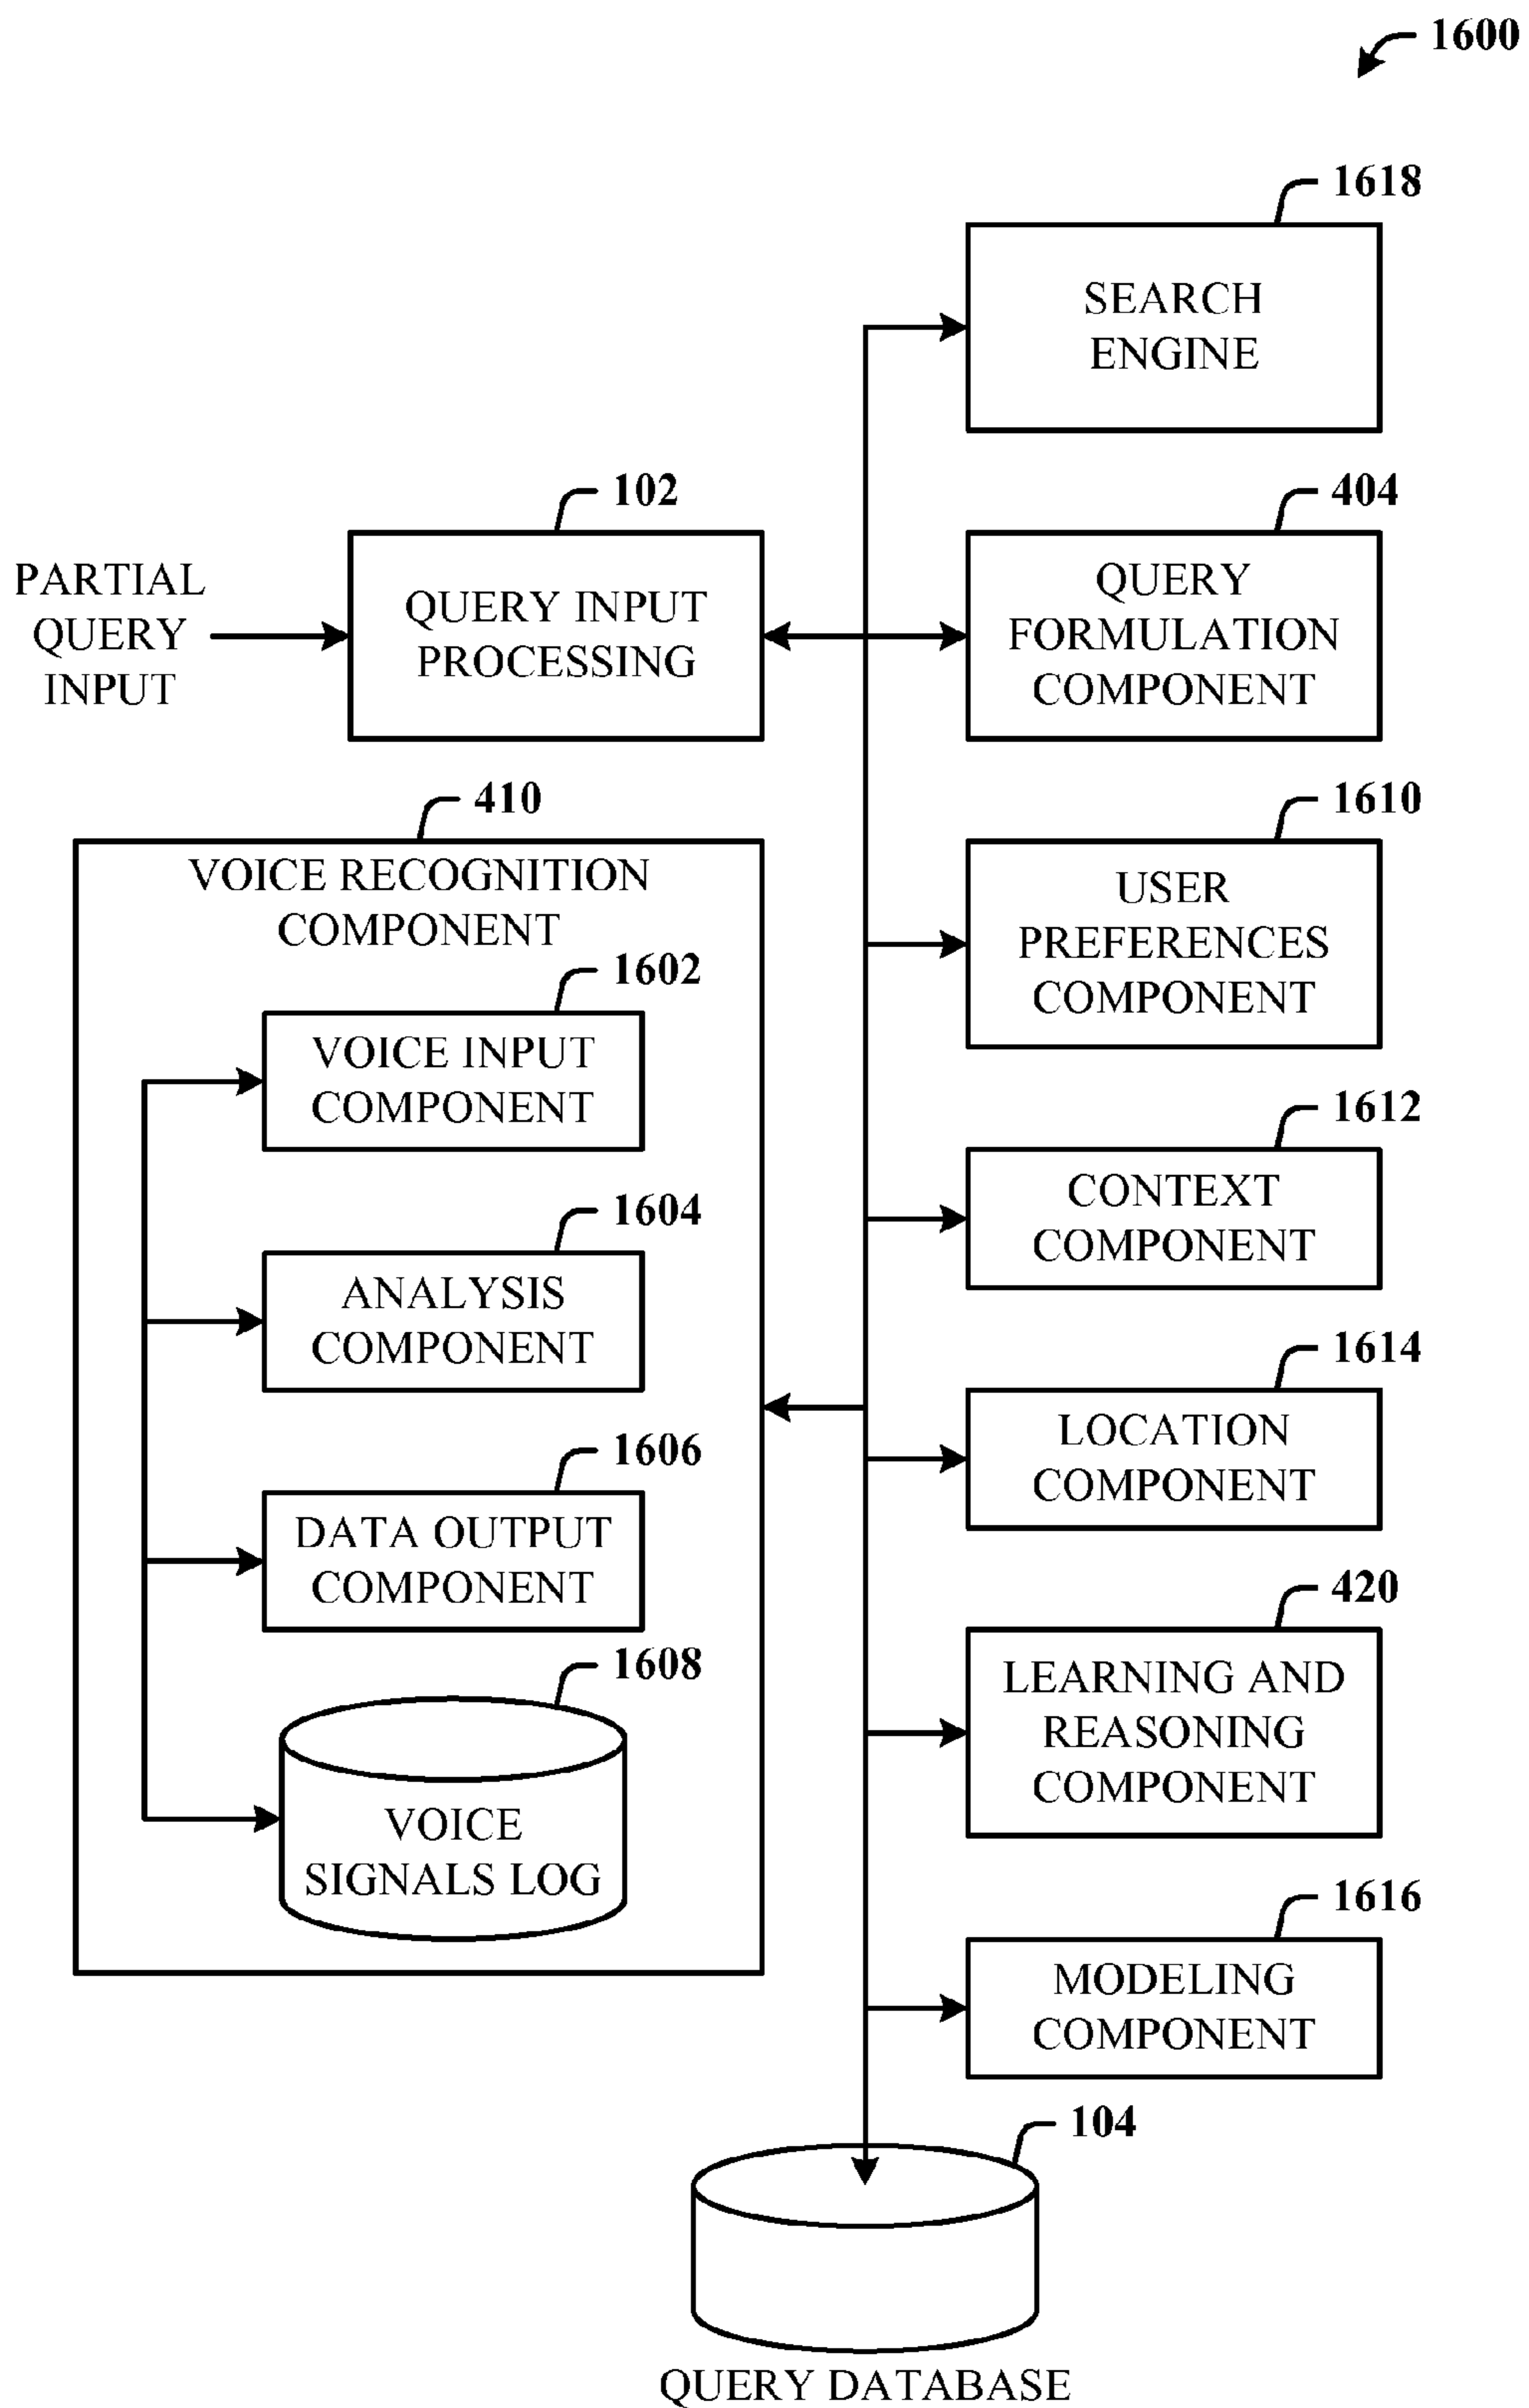 1600
1618
SEARCH
ENGINE
102
QUERY INPUT
PROCESSING
PARTIAL
QUERY
INPUT
404
QUERY
FORMULATION
COMPONENT
410
VOICE RECOGNITION
COMPONENT
1602
VOICE INPUT
COMPONENT
1604
ANALYSIS
COMPONENT
1606
DATA OUTPUT
COMPONENT
1608
VOICE
SIGNALS LOG
1610
USER
PREFERENCES
COMPONENT
1612
CONTEXT
COMPONENT
1614
LOCATION
COMPONENT
420
LEARNING AND
REASONING
COMPONENT
1616
MODELING
COMPONENT
104
QUERY DATABASE